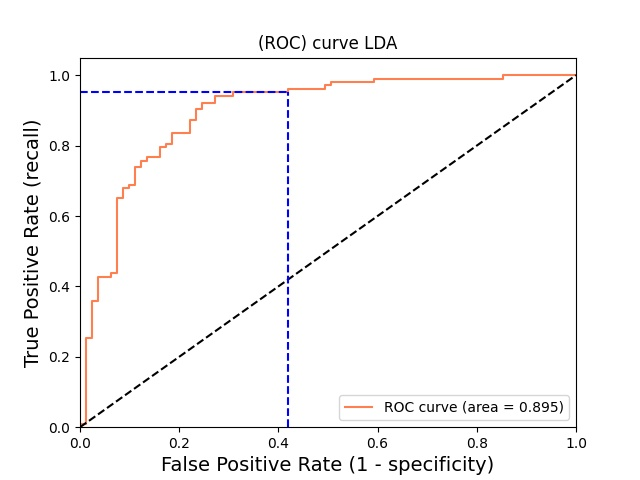 (ROC) curve LDA
True Positive Rate (recall)
1.0
0.8
0.6
0.4
0.2
0.0
ROC curve (area = 0.895)
0.0 0.2 0.4 0.6 0.8 1.0
False Positive Rate (1 - specificity)